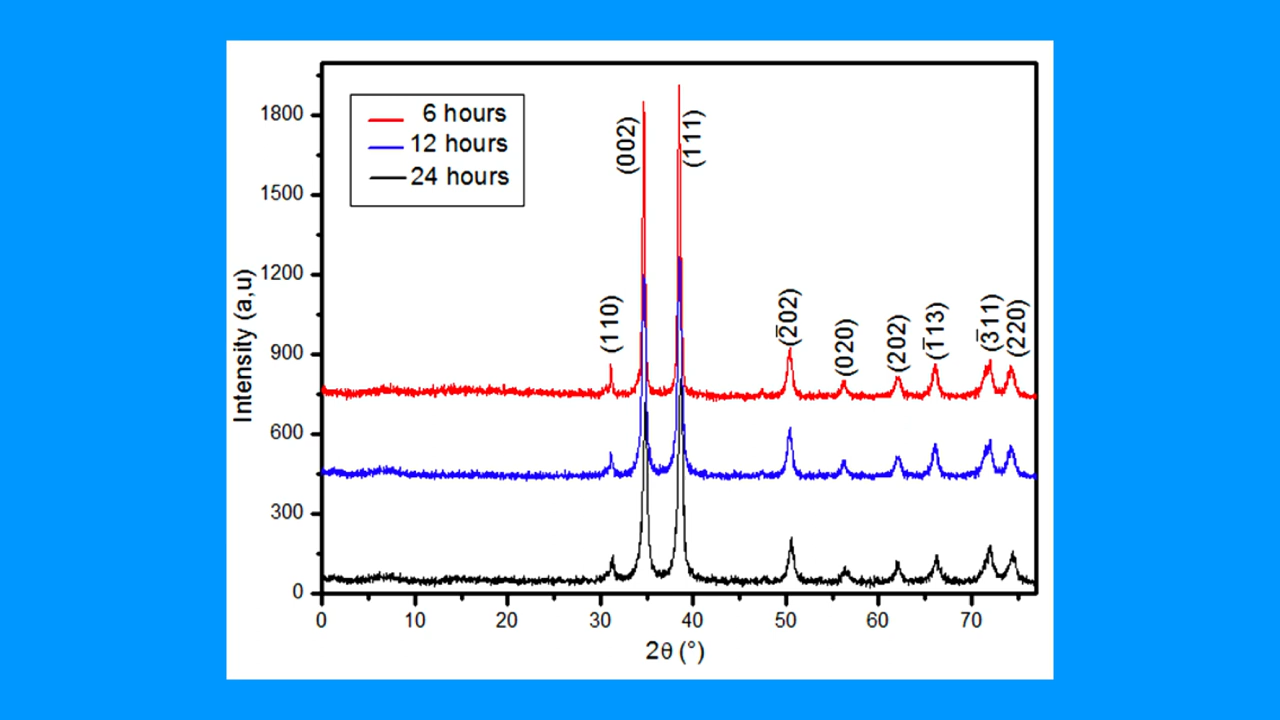 6 hours
12 hours
24 hours
(002)
(111)
(110)
(2̅02)
(020)
(202)
(1̅13)
(3̅11)
(220)
Intensity (a,u)
1800
1500
1200
900
600
300
0
0 10 20 30 40 50 60 70
2θ (°)